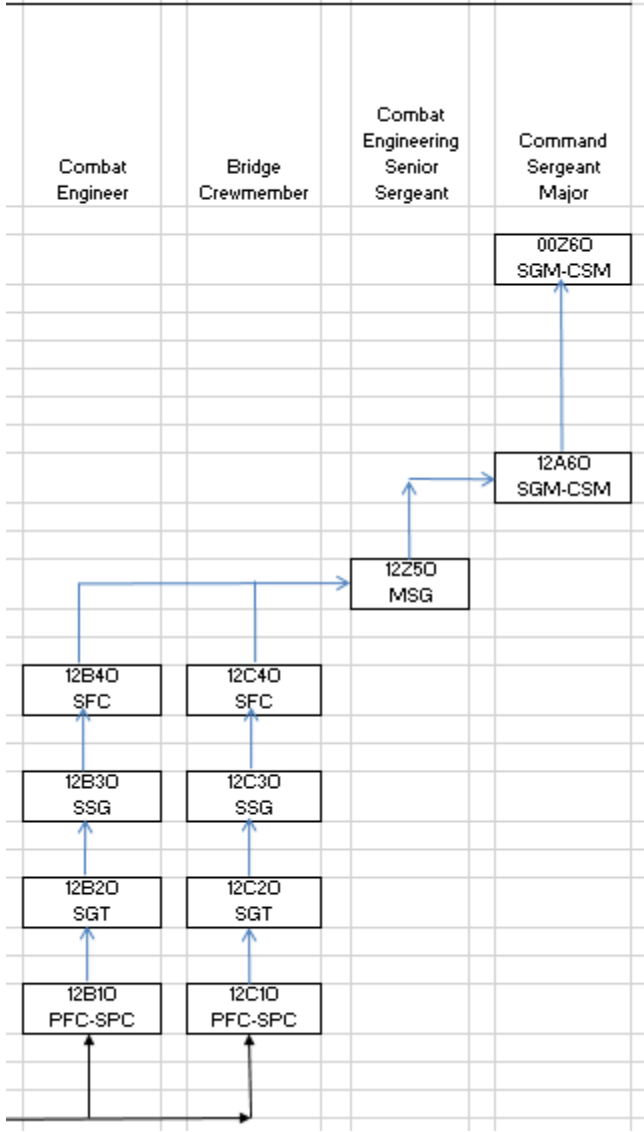 Combat
Engineer
Bridge
Crewmember
Combat
Engineering
Senior
Sergeant
Command
Sergeant
Major
00Z6O
SGM-CSM
12A6O
SGM-CSM
12Z5O
MSG
12B4O
SFC
12C4O
SFC
12B3O
SSG
12C3O
SSG
12B2O
SGT
12C2O
SGT
12B1O
PFC-SPC
12C1O
PFC-SPC